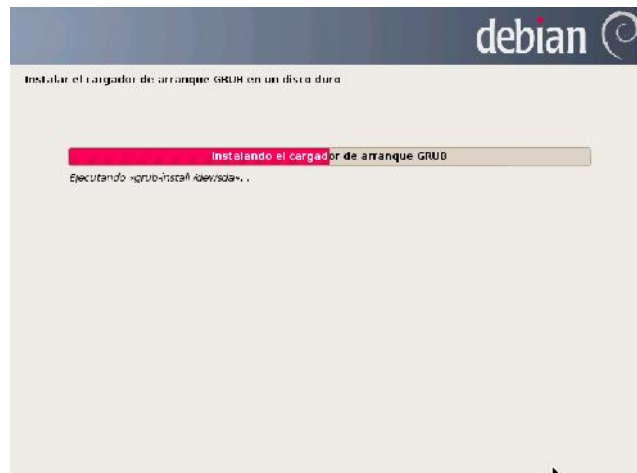 debian
Instalar el cargador de arranque GRUB en un disco duro
Instalando el cargador de arranque GRUB
Ejecutando «grub-install /dev/sda»...